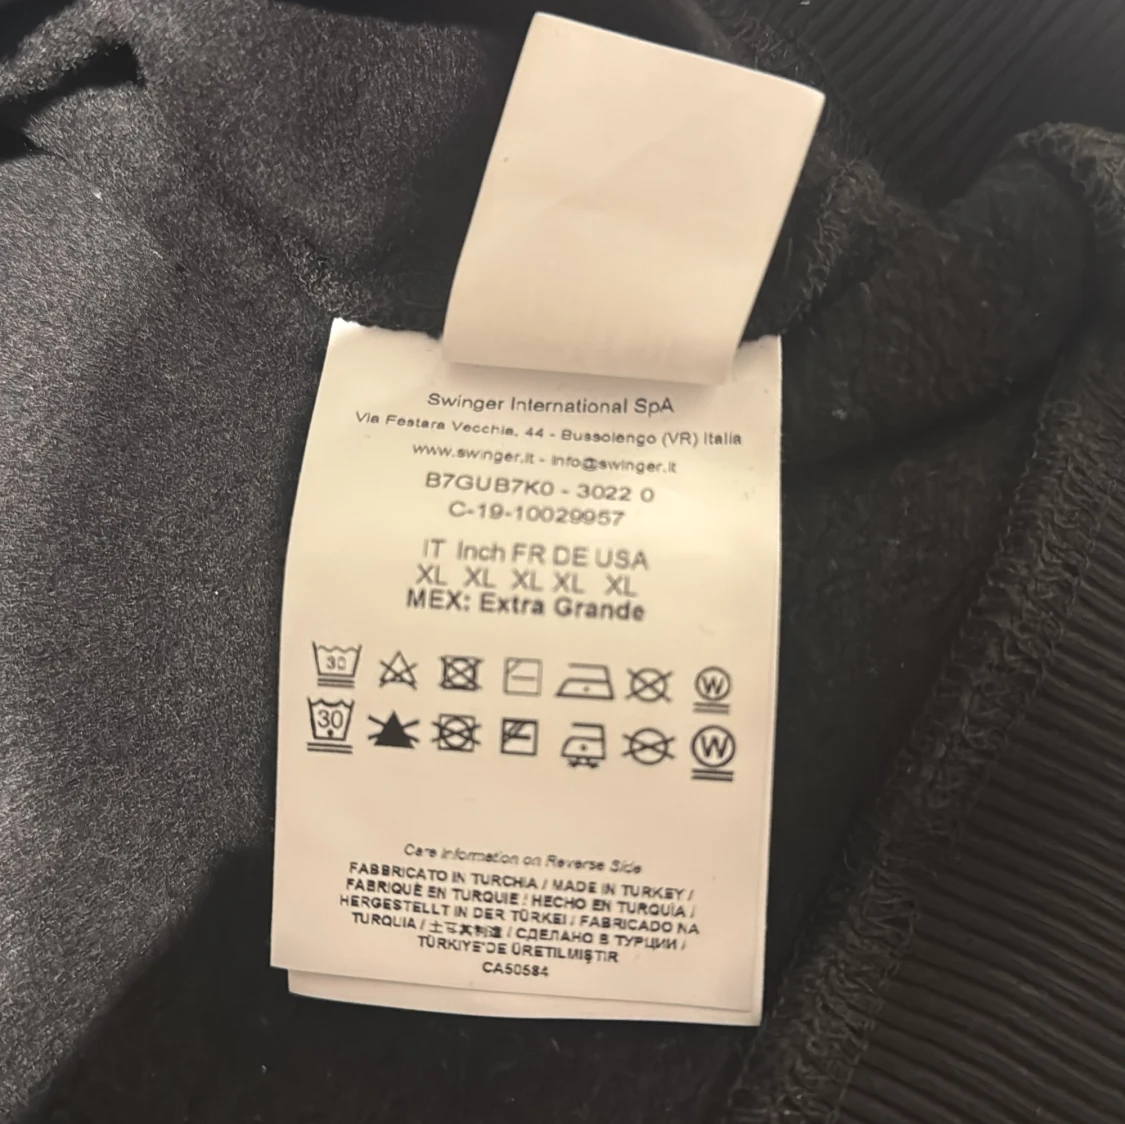 Swinger International SpA
Via Festara Vecchia, 44 - Bussolengo (VR) Italia
www.swinger.it - info@swinger.it
B7GUB7K0 - 3022 0
C-19-10029957
IT Inch FR DE USA
XL XL XL XL XL
MEX: Extra Grande
30 W
30 W
Care Information on Reverse Side
FABBRICATO IN TURCHIA / MADE IN TURKEY /
FABRIQUÉ EN TURQUIE / HECHO EN TURQUÍA /
HERGESTELLT IN DER TÜRKEI / FABRICADO NA
TURQUIA / 土耳其制造 / СДЕЛАНО В ТУРЦИИ /
TÜRKIYE'DE ÜRETILMIŞTIR
CA50584